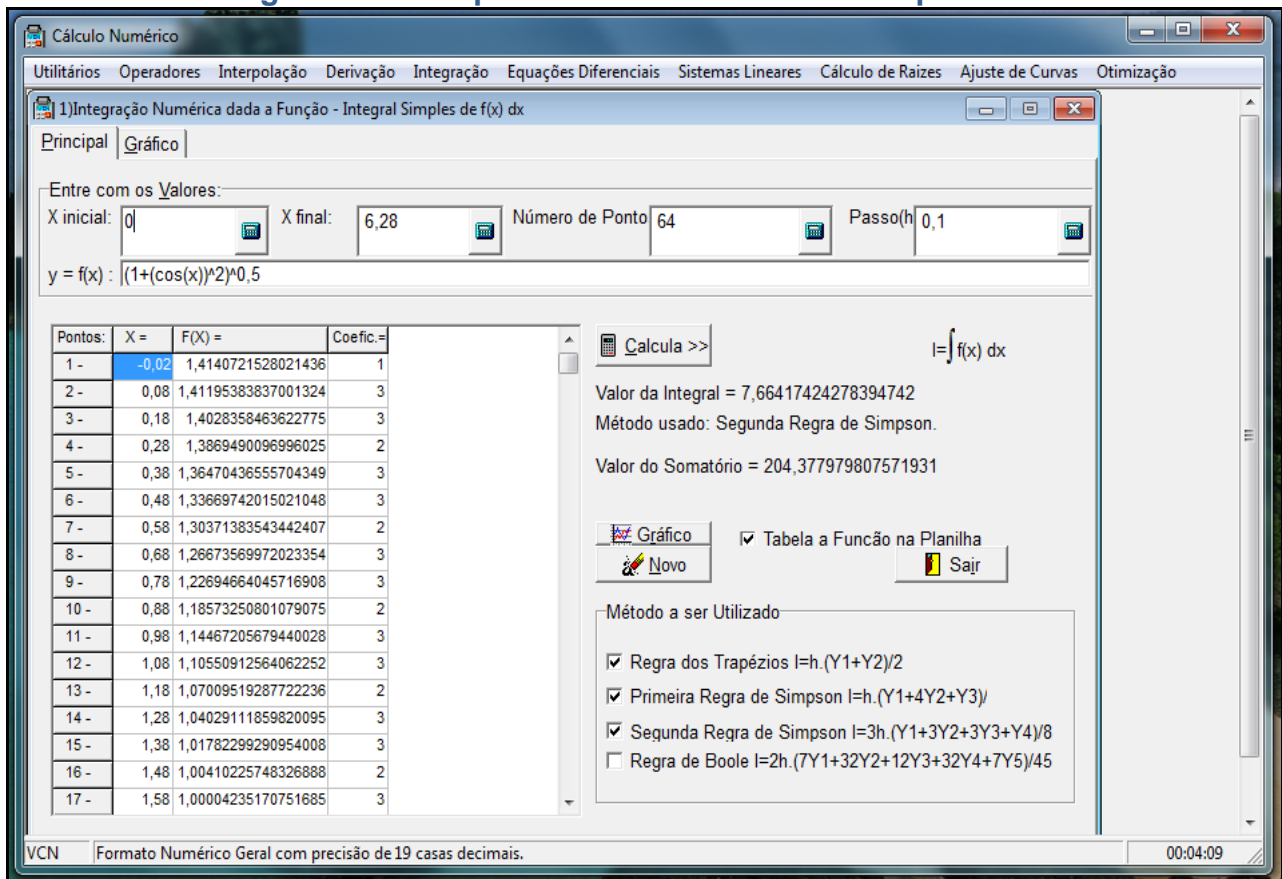 Cálculo Numérico
Utilitários Operadores Interpolação Derivação Integração Equações Diferenciais Sistemas Lineares Cálculo de Raizes Ajuste de Curvas Otimização
1)Integração Numérica dada a Função - Integral Simples de f(x) dx
Principal Gráfico
Entre com os Valores:
X inicial: 0 X final: 6,28 Número de Ponto 64 Passo(h 0,1
y = f(x) : (1+(cos(x))^2)^0,5
Pontos: X = F(X) = Coefic.=
1 - -0,02 1,4140721528021436 1
2 - 0,08 1,41195383837001324 3
3 - 0,18 1,4028358463622775 3
4 - 0,28 1,3869490096996025 2
5 - 0,38 1,36470436555704349 3
6 - 0,48 1,33669742015021048 3
7 - 0,58 1,30371383543442407 2
8 - 0,68 1,26673569972023354 3
9 - 0,78 1,22694664045716908 3
10 - 0,88 1,18573250801079075 2
11 - 0,98 1,14467205679440028 3
12 - 1,08 1,10550912564062252 3
13 - 1,18 1,07009519287722236 2
14 - 1,28 1,04029111859820095 3
15 - 1,38 1,01782299290954008 3
16 - 1,48 1,00410225748326888 2
17 - 1,58 1,00004235170751685 3
Calcula >> I=∫f(x) dx
Valor da Integral = 7,66417424278394742
Método usado: Segunda Regra de Simpson.
Valor do Somatório = 204,377979807571931
Gráfico Tabela a Funcão na Planilha
Novo Sair
Método a ser Utilizado
Regra dos Trapézios I=h.(Y1+Y2)/2
Primeira Regra de Simpson I=h.(Y1+4Y2+Y3)/
Segunda Regra de Simpson I=3h.(Y1+3Y2+3Y3+Y4)/8
Regra de Boole I=2h.(7Y1+32Y2+12Y3+32Y4+7Y5)/45
VCN Formato Numérico Geral com precisão de 19 casas decimais. 00:04:09